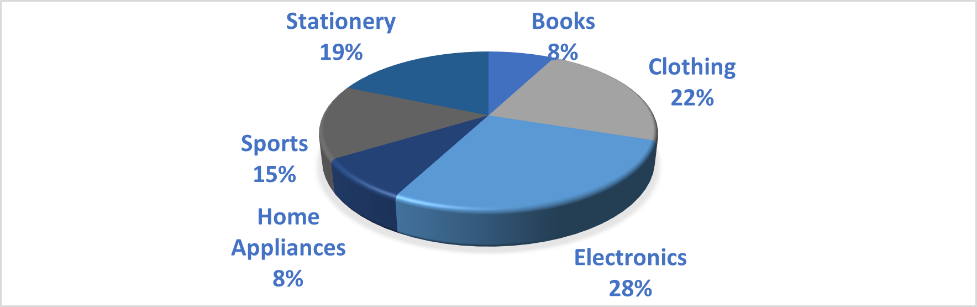 Stationery
19%
Books
8%
Clothing
22%
Sports
15%
Home
Appliances
8%
Electronics
28%